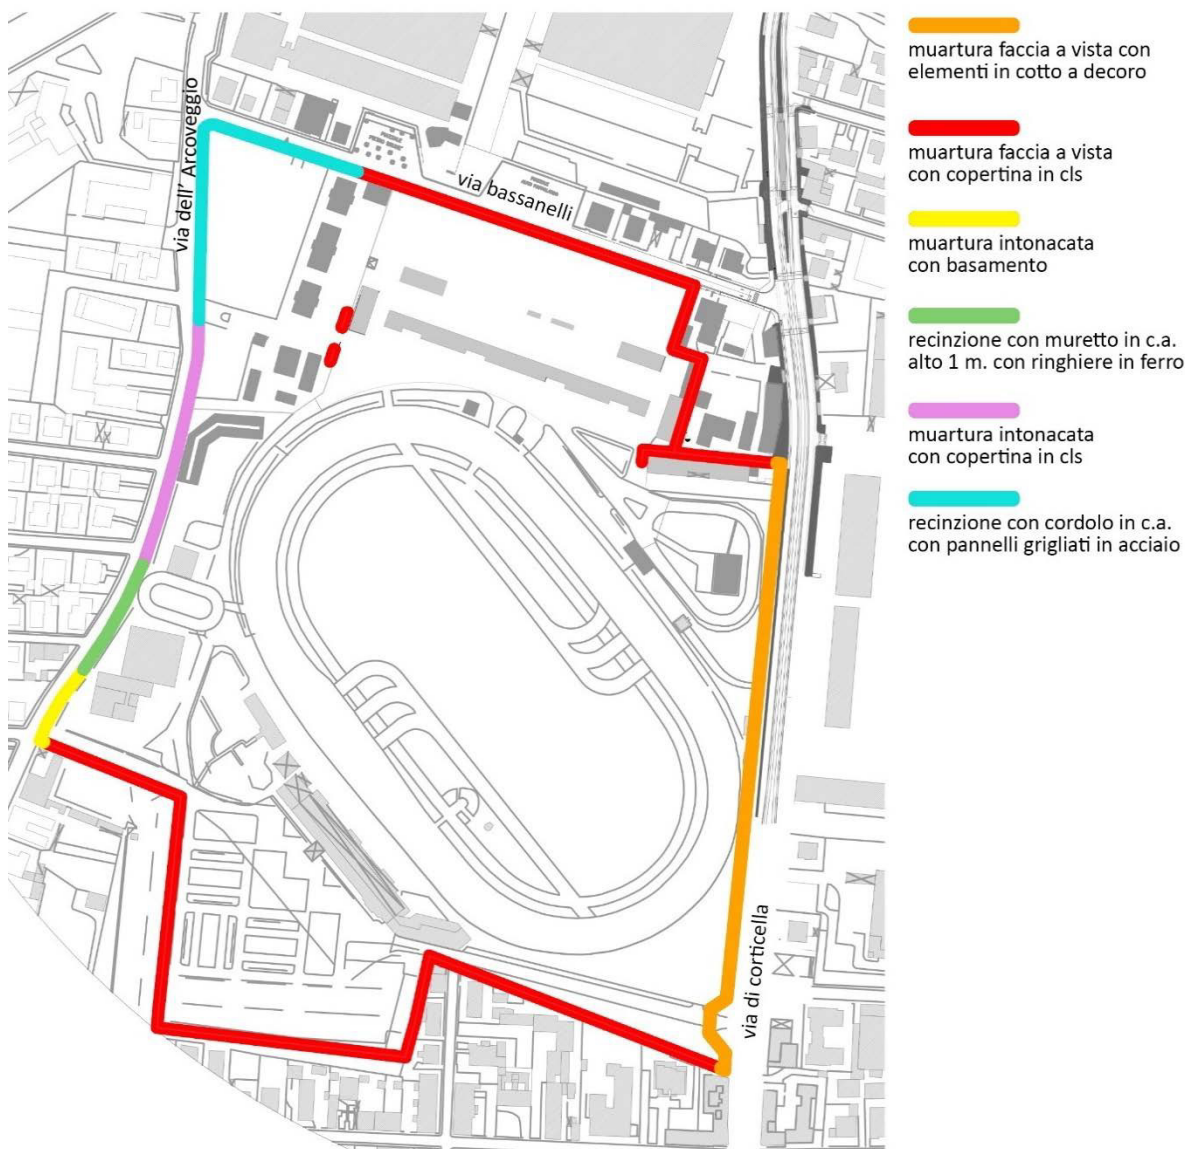 via dell' Arcoveggio
via bassanelli
via di corticella
muartura faccia a vista con
elementi in cotto a decoro
muartura faccia a vista
con copertina in cls
muartura intonacata
con basamento
recinzione con muretto in c.a.
alto 1 m. con ringhiere in ferro
muartura intonacata
con copertina in cls
recinzione con cordolo in c.a.
con pannelli grigliati in acciaio